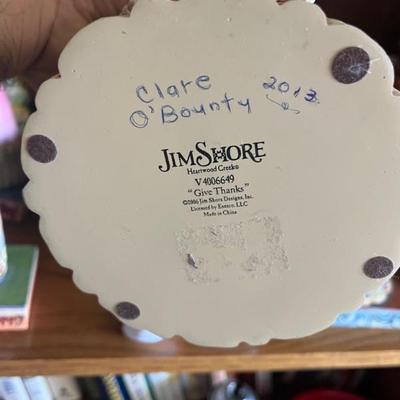 Clare 2013
O'Bounty
JIM SHORE
Heartwood Creek®
V 4006649
"Give Thanks"
©2006 Jim Shore Designs, Inc.
Licensed by Enesco, LLC
Made in China